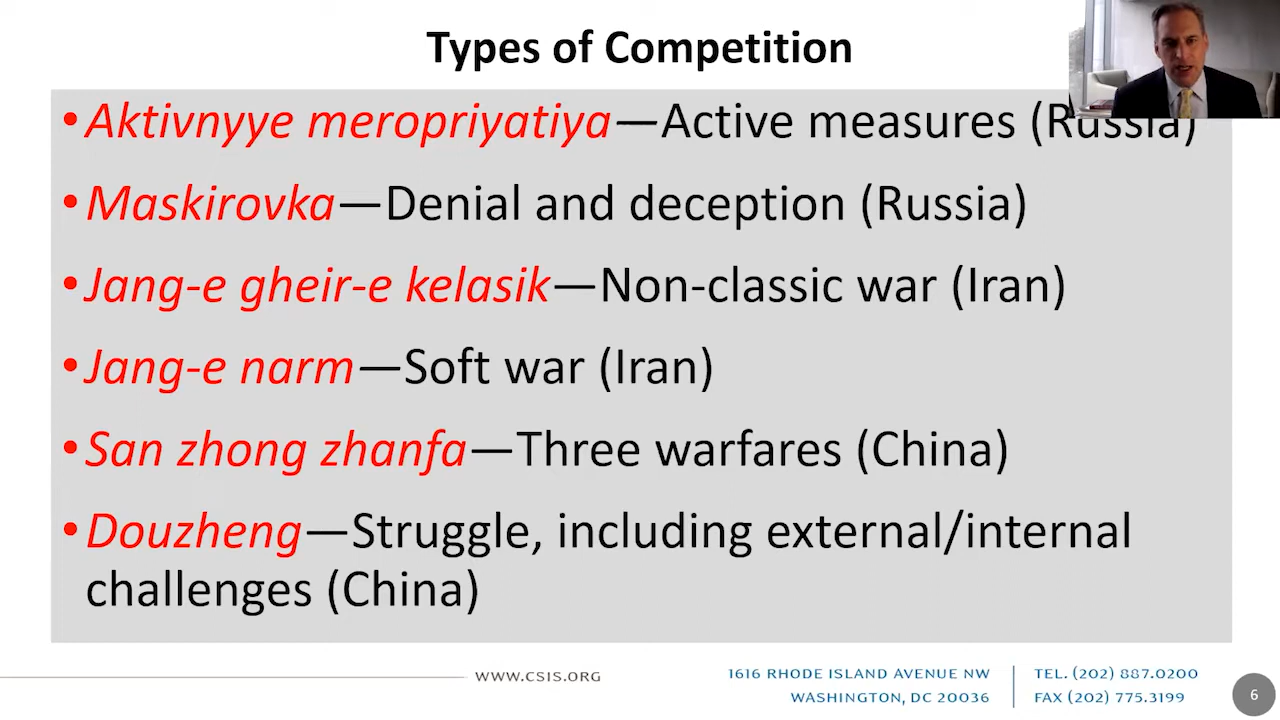 Types of Competition
•Aktivnyye meropriyatiya—Active measures (Russia)
•Maskirovka—Denial and deception (Russia)
•Jang-e gheir-e kelasik—Non-classic war (Iran)
•Jang-e narm—Soft war (Iran)
•San zhong zhanfa—Three warfares (China)
•Douzheng—Struggle, including external/internal
challenges (China)
WWW.CSIS.ORG
1616 RHODE ISLAND AVENUE NW
WASHINGTON, DC 20036
TEL. (202) 887.0200
FAX (202) 775.3199
6